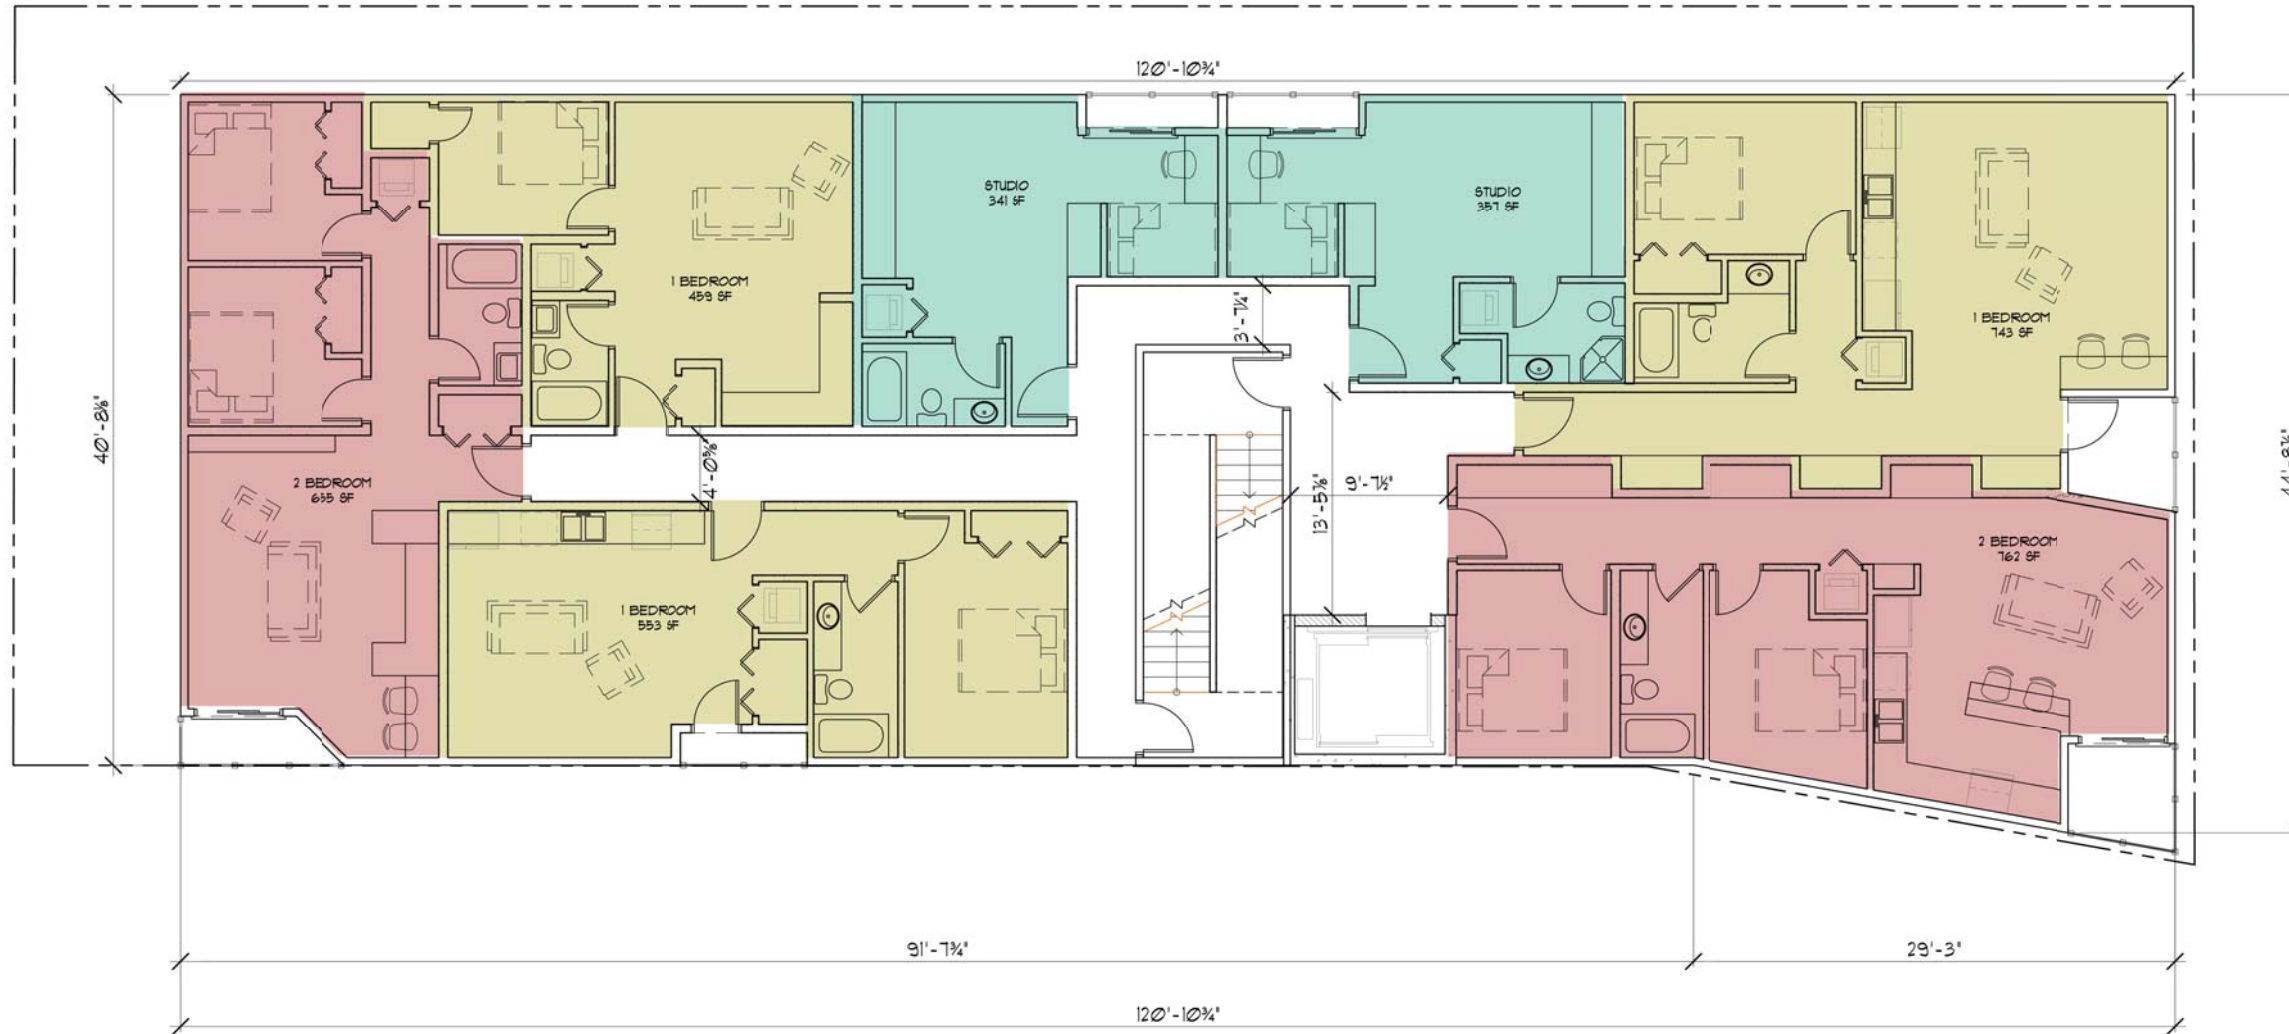 120'-10¾"
STUDIO
341 SF
STUDIO
357 SF
1 BEDROOM
459 SF
1 BEDROOM
743 SF
3'-7¼"
40'-8⅛"
4'-0⅝"
2 BEDROOM
635 SF
9'-7½"
13'-5⅞"
2 BEDROOM
762 SF
1 BEDROOM
553 SF
91'-7¾"
29'-3"
120'-10¾"